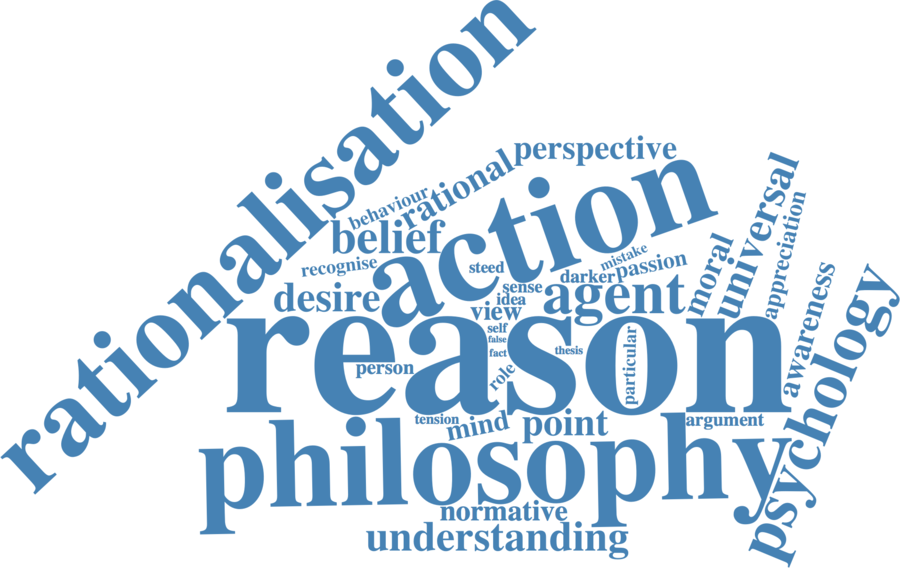 rationalisation
perspective
rational
behaviour
action
belief
universal
appreciation
moral
mistake
recognise
steed
passion
darker
sense
desire
idea
agent
view
awareness
psychology
self
reason
false
fact
thesis
particular
person
role
tension
mind
point
argument
philosophy
normative
understanding